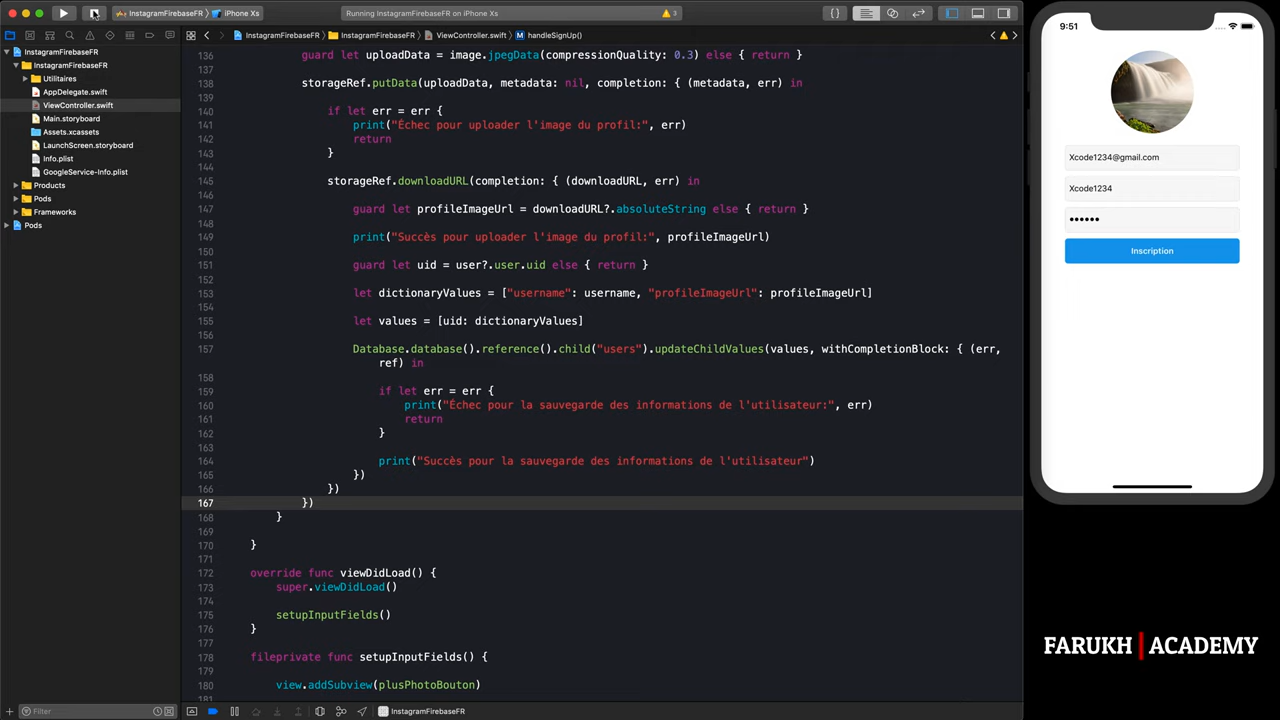 InstagramFirebaseFR
iPhone Xs
Running InstagramFirebaseFR on iPhone Xs
3
InstagramFirebaseFR
InstagramFirebaseFR
Utilitaires
AppDelegate.swift
ViewController.swift
Main.storyboard
Assets.xcassets
LaunchScreen.storyboard
Info.plist
GoogleService-Info.plist
Products
Pods
Frameworks
Pods
Filter
InstagramFirebaseFR
InstagramFirebaseFR
ViewController.swift
M
handleSignUp()
136 guard let uploadData = image.jpegData(compressionQuality: 0.3) else { return }
137
138 storageRef.putData(uploadData, metadata: nil, completion: { (metadata, err) in
139
140 if let err = err {
141 print("Échec pour uploader l'image du profil:", err)
142 return
143 }
144
145 storageRef.downloadURL(completion: { (downloadURL, err) in
146
147 guard let profileImageUrl = downloadURL?.absoluteString else { return }
148
149 print("Succès pour uploader l'image du profil:", profileImageUrl)
150
151 guard let uid = user?.user.uid else { return }
152
153 let dictionaryValues = ["username": username, "profileImageUrl": profileImageUrl]
154
155 let values = [uid: dictionaryValues]
156
157 Database.database().reference().child("users").updateChildValues(values, withCompletionBlock: { (err,
ref) in
158
159 if let err = err {
160 print("Échec pour la sauvegarde des informations de l'utilisateur:", err)
161 return
162 }
163
164 print("Succès pour la sauvegarde des informations de l'utilisateur")
165 })
166 })
167 })
168 }
169
170 }
171
172 override func viewDidLoad() {
173 super.viewDidLoad()
174
175 setupInputFields()
176 }
177
178 fileprivate func setupInputFields() {
179
180 view.addSubview(plusPhotoBouton)
181
InstagramFirebaseFR
9:51
Xcode1234@gmail.com
Xcode1234
••••••
Inscription
FARUKH | ACADEMY